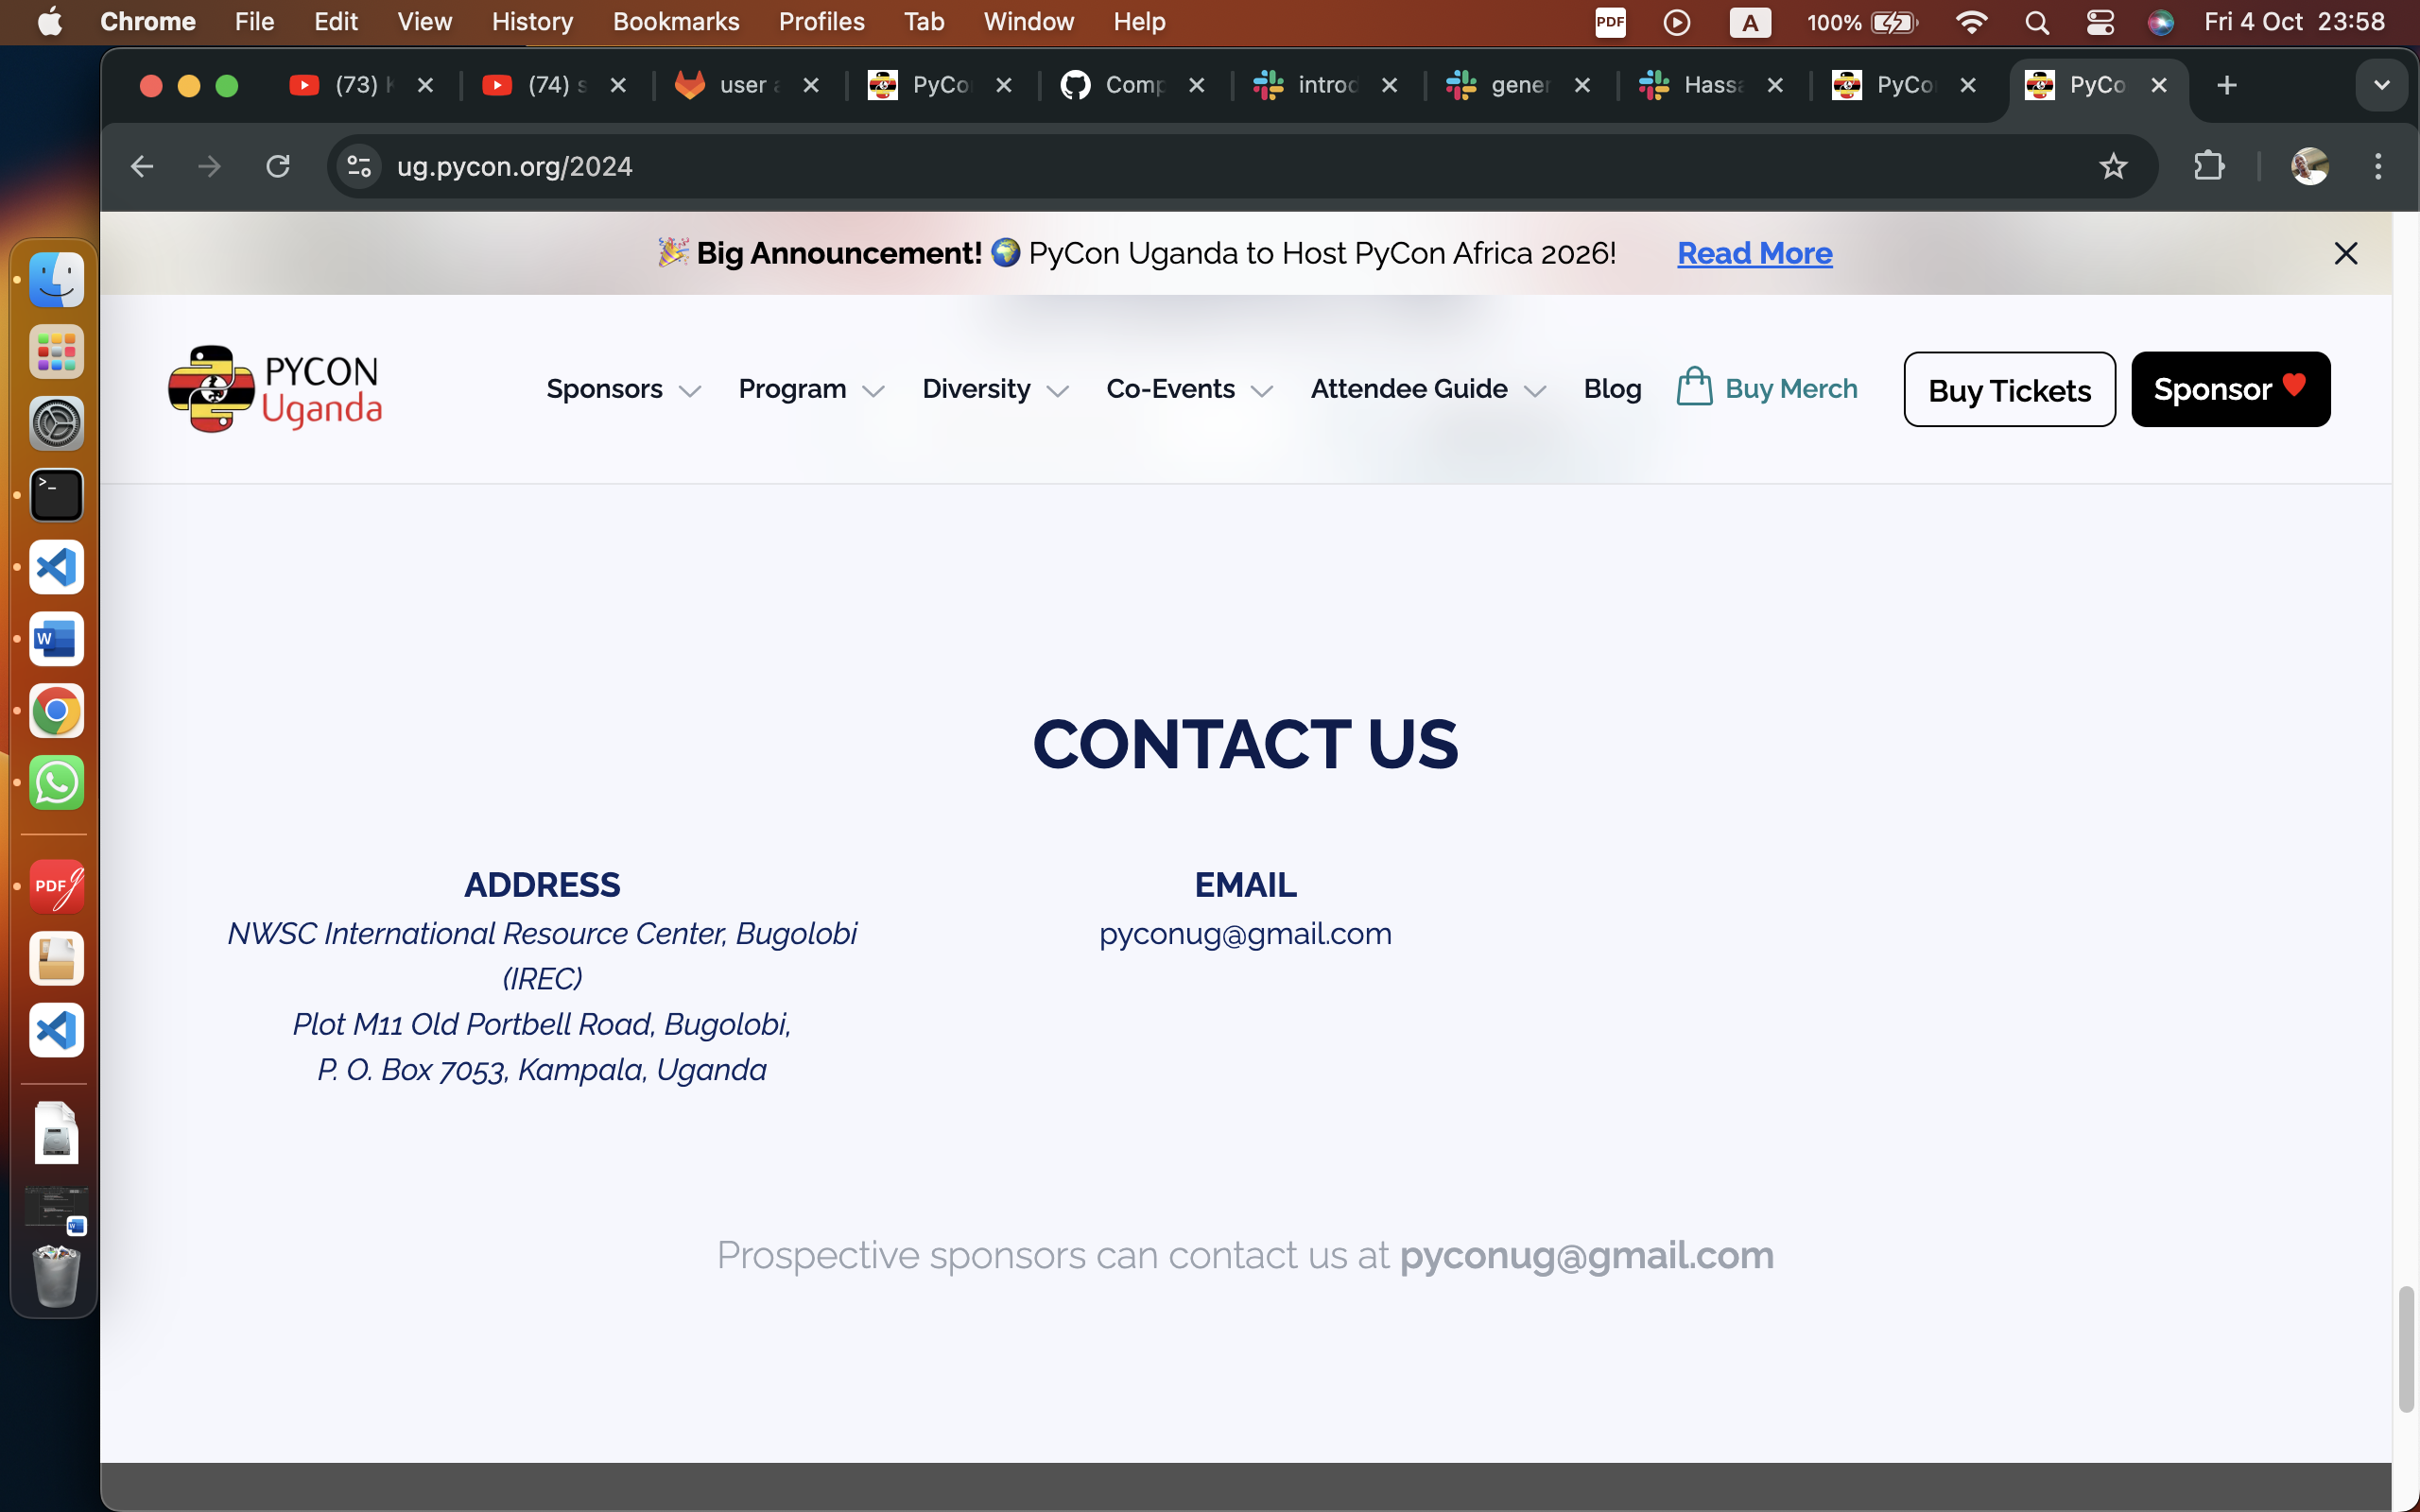 Chrome File Edit View History Bookmarks Profiles Tab Window Help PDF A 100% Fri 4 Oct 23:58
(73) (74) user PyCo Comp introd gener Hass PyCo PyCo
ug.pycon.org/2024
🎉 Big Announcement! 🌍 PyCon Uganda to Host PyCon Africa 2026! Read More
PYCON
Uganda
Sponsors Program Diversity Co-Events Attendee Guide Blog Buy Merch Buy Tickets Sponsor ♥
CONTACT US
ADDRESS
NWSC International Resource Center, Bugolobi
(IREC)
Plot M11 Old Portbell Road, Bugolobi,
P. O. Box 7053, Kampala, Uganda
EMAIL
pyconug@gmail.com
Prospective sponsors can contact us at pyconug@gmail.com
>_
W
PDF